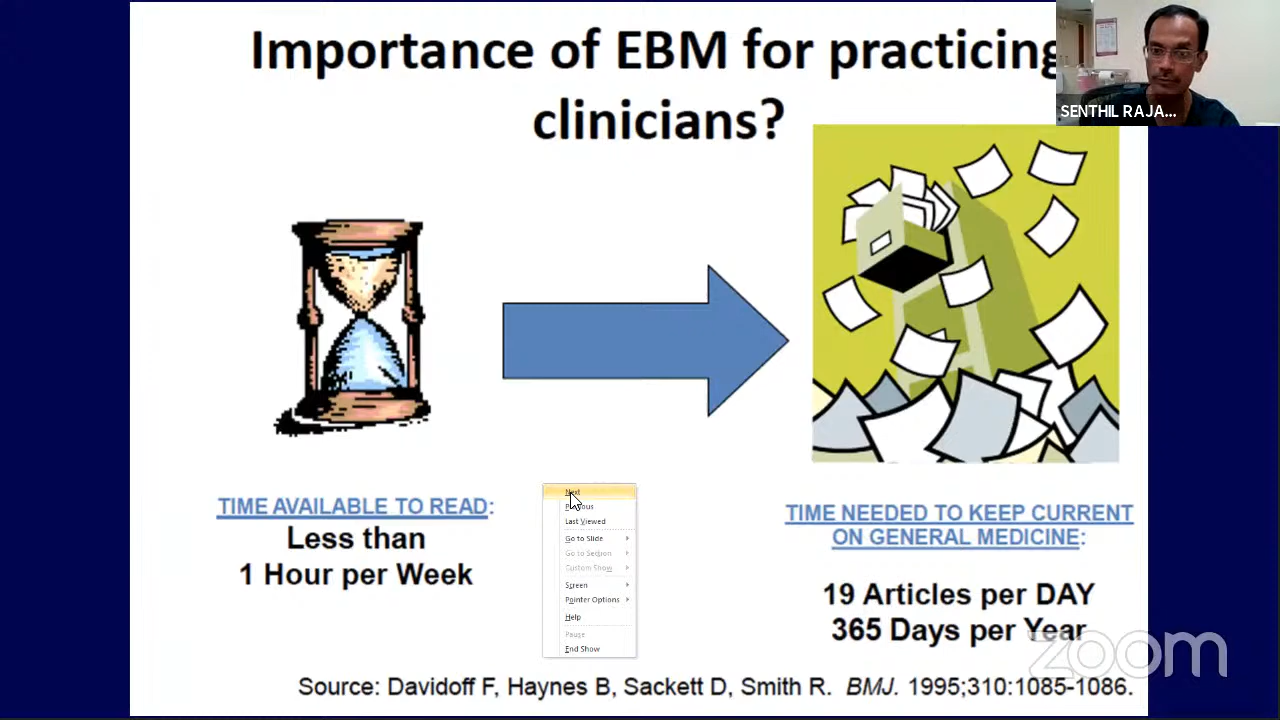 Importance of EBM for practicing
clinicians?
SENTHIL RAJA...
TIME AVAILABLE TO READ:
Less than
1 Hour per Week
Next
Previous
Last Viewed
Go to Slide
Go to Section
Custom Show
Screen
Pointer Options
Help
Pause
End Show
TIME NEEDED TO KEEP CURRENT
ON GENERAL MEDICINE:
19 Articles per DAY
365 Days per Year
zoom
Source: Davidoff F, Haynes B, Sackett D, Smith R. BMJ. 1995;310:1085-1086.